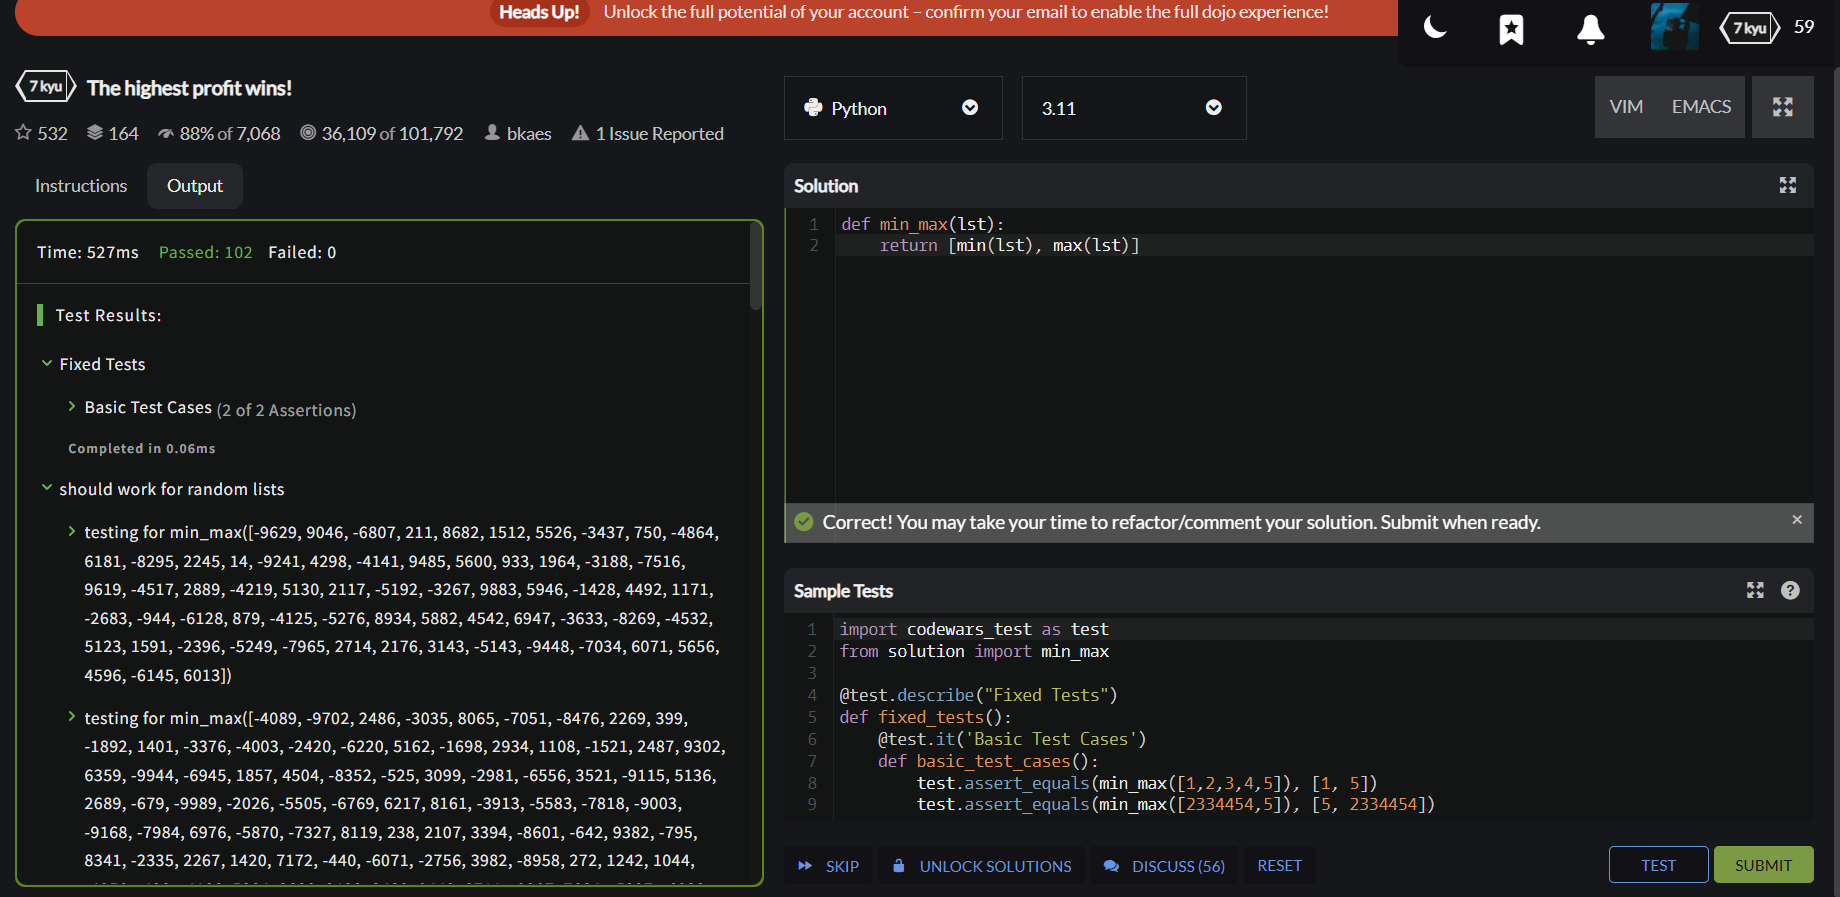 Heads Up! Unlock the full potential of your account – confirm your email to enable the full dojo experience!
7 kyu 59
7 kyu The highest profit wins!
532 164 88% of 7,068 36,109 of 101,792 bkaes 1 Issue Reported
Instructions Output
Time: 527ms Passed: 102 Failed: 0
Test Results:
Fixed Tests
Basic Test Cases (2 of 2 Assertions)
Completed in 0.06ms
should work for random lists
testing for min_max([-9629, 9046, -6807, 211, 8682, 1512, 5526, -3437, 750, -4864,
6181, -8295, 2245, 14, -9241, 4298, -4141, 9485, 5600, 933, 1964, -3188, -7516,
9619, -4517, 2889, -4219, 5130, 2117, -5192, -3267, 9883, 5946, -1428, 4492, 1171,
-2683, -944, -6128, 879, -4125, -5276, 8934, 5882, 4542, 6947, -3633, -8269, -4532,
5123, 1591, -2396, -5249, -7965, 2714, 2176, 3143, -5143, -9448, -7034, 6071, 5656,
4596, -6145, 6013])
testing for min_max([-4089, -9702, 2486, -3035, 8065, -7051, -8476, 2269, 399,
-1892, 1401, -3376, -4003, -2420, -6220, 5162, -1698, 2934, 1108, -1521, 2487, 9302,
6359, -9944, -6945, 1857, 4504, -8352, -525, 3099, -2981, -6556, 3521, -9115, 5136,
2689, -679, -9989, -2026, -5505, -6769, 6217, 8161, -3913, -5583, -7818, -9003,
-9168, -7984, 6976, -5870, -7327, 8119, 238, 2107, 3394, -8601, -642, 9382, -795,
8341, -2335, 2267, 1420, 7172, -440, -6071, -2756, 3982, -8958, 272, 1242, 1044,
Python 3.11 VIM EMACS
Solution
1 def min_max(lst):
2     return [min(lst), max(lst)]
Correct! You may take your time to refactor/comment your solution. Submit when ready. ×
Sample Tests ?
1 import codewars_test as test
2 from solution import min_max
3
4 @test.describe("Fixed Tests")
5 def fixed_tests():
6     @test.it('Basic Test Cases')
7     def basic_test_cases():
8         test.assert_equals(min_max([1,2,3,4,5]), [1, 5])
9         test.assert_equals(min_max([2334454,5]), [5, 2334454])
SKIP UNLOCK SOLUTIONS DISCUSS (56) RESET TEST SUBMIT